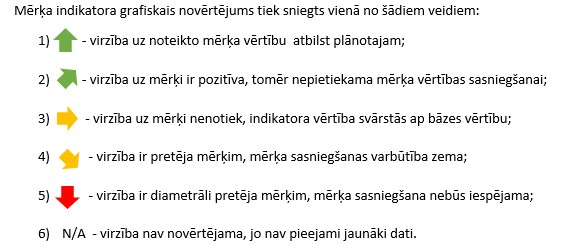 Mērķa indikatora grafiskais novērtējums tiek sniegts vienā no šādiem veidiem:
1) - virzība uz noteikto mērķa vērtību atbilst plānotajam;
2) - virzība uz mērķi ir pozitīva, tomēr nepietiekama mērķa vērtības sasniegšanai;
3) - virzība uz mērķi nenotiek, indikatora vērtība svārstās ap bāzes vērtību;
4) - virzība ir pretēja mērķim, mērķa sasniegšanas varbūtība zema;
5) - virzība ir diametrāli pretēja mērķim, mērķa sasniegšana nebūs iespējama;
6) N/A - virzība nav novērtējama, jo nav pieejami jaunāki dati.